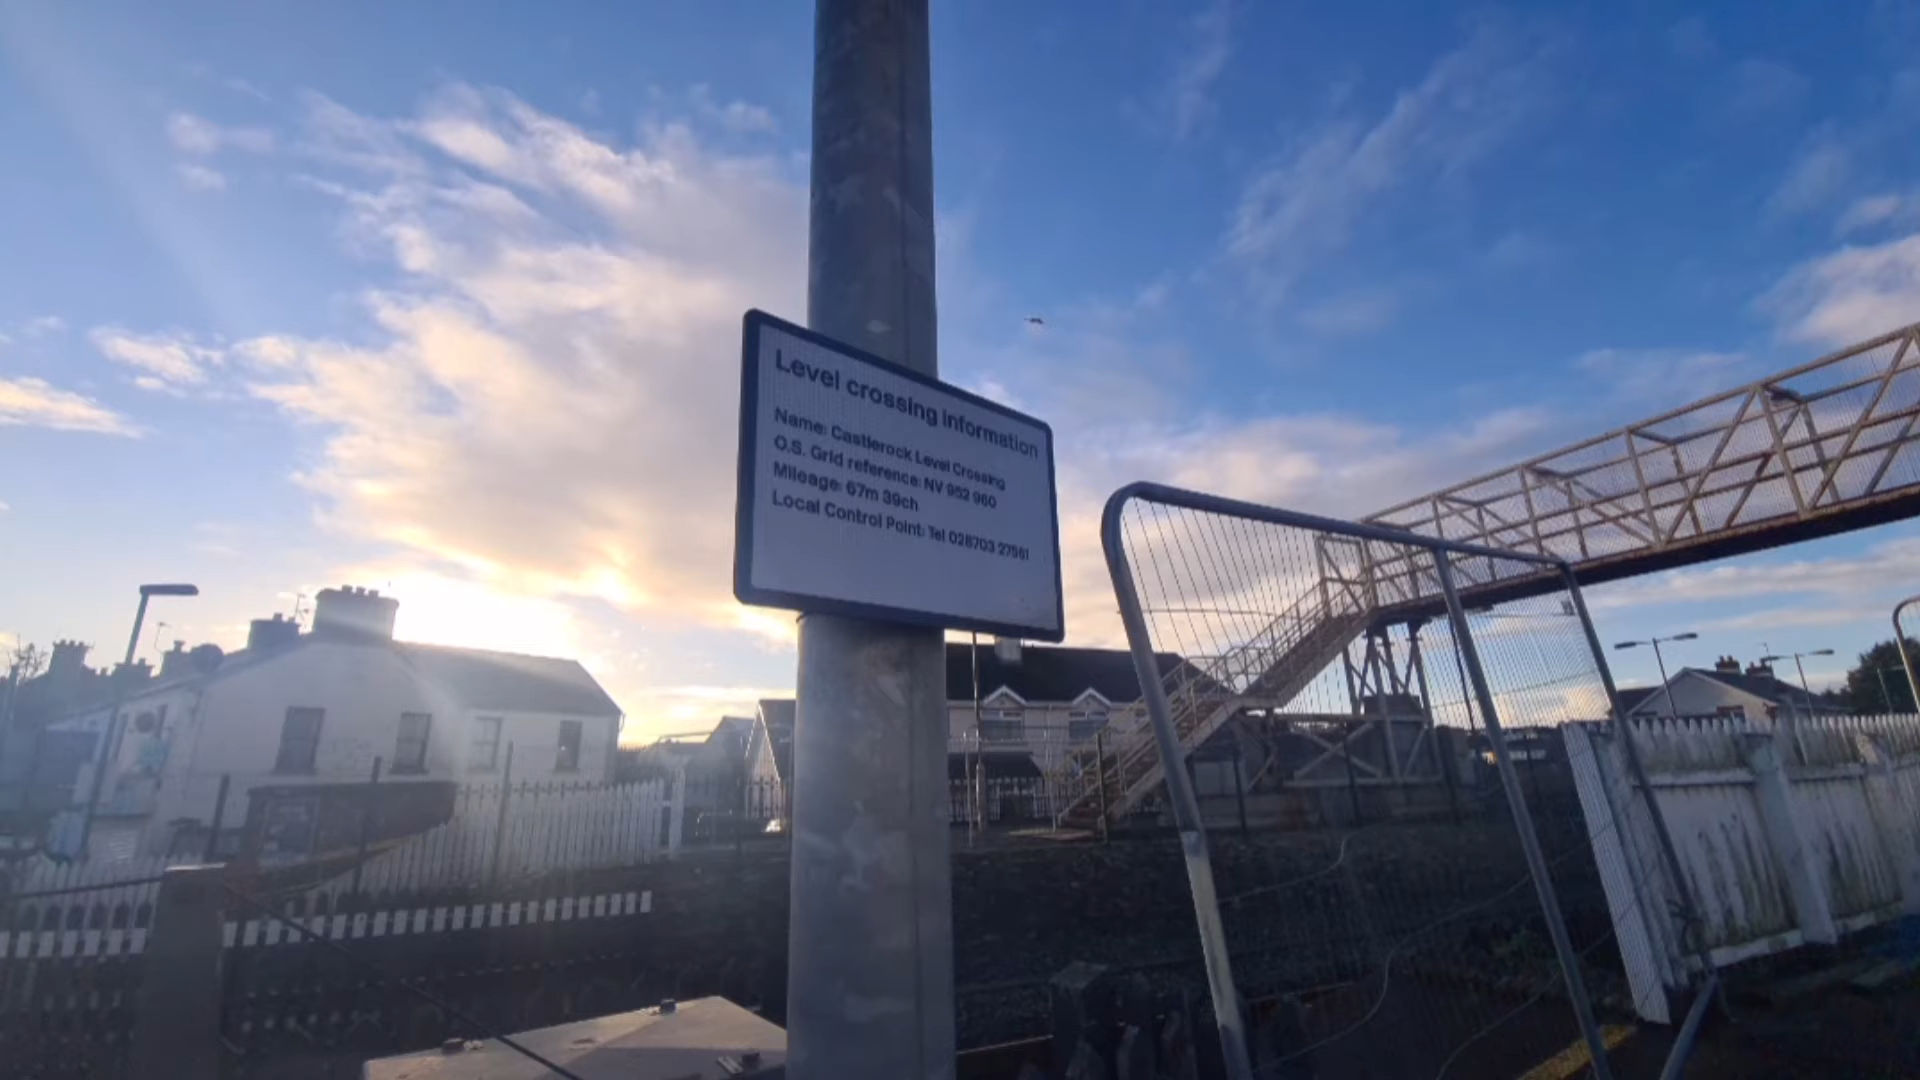 Level crossing information
Name: Castlerock Level Crossing
O.S. Grid reference: NV 952 960
Mileage: 67m 39ch
Local Control Point: Tel 028703 27581